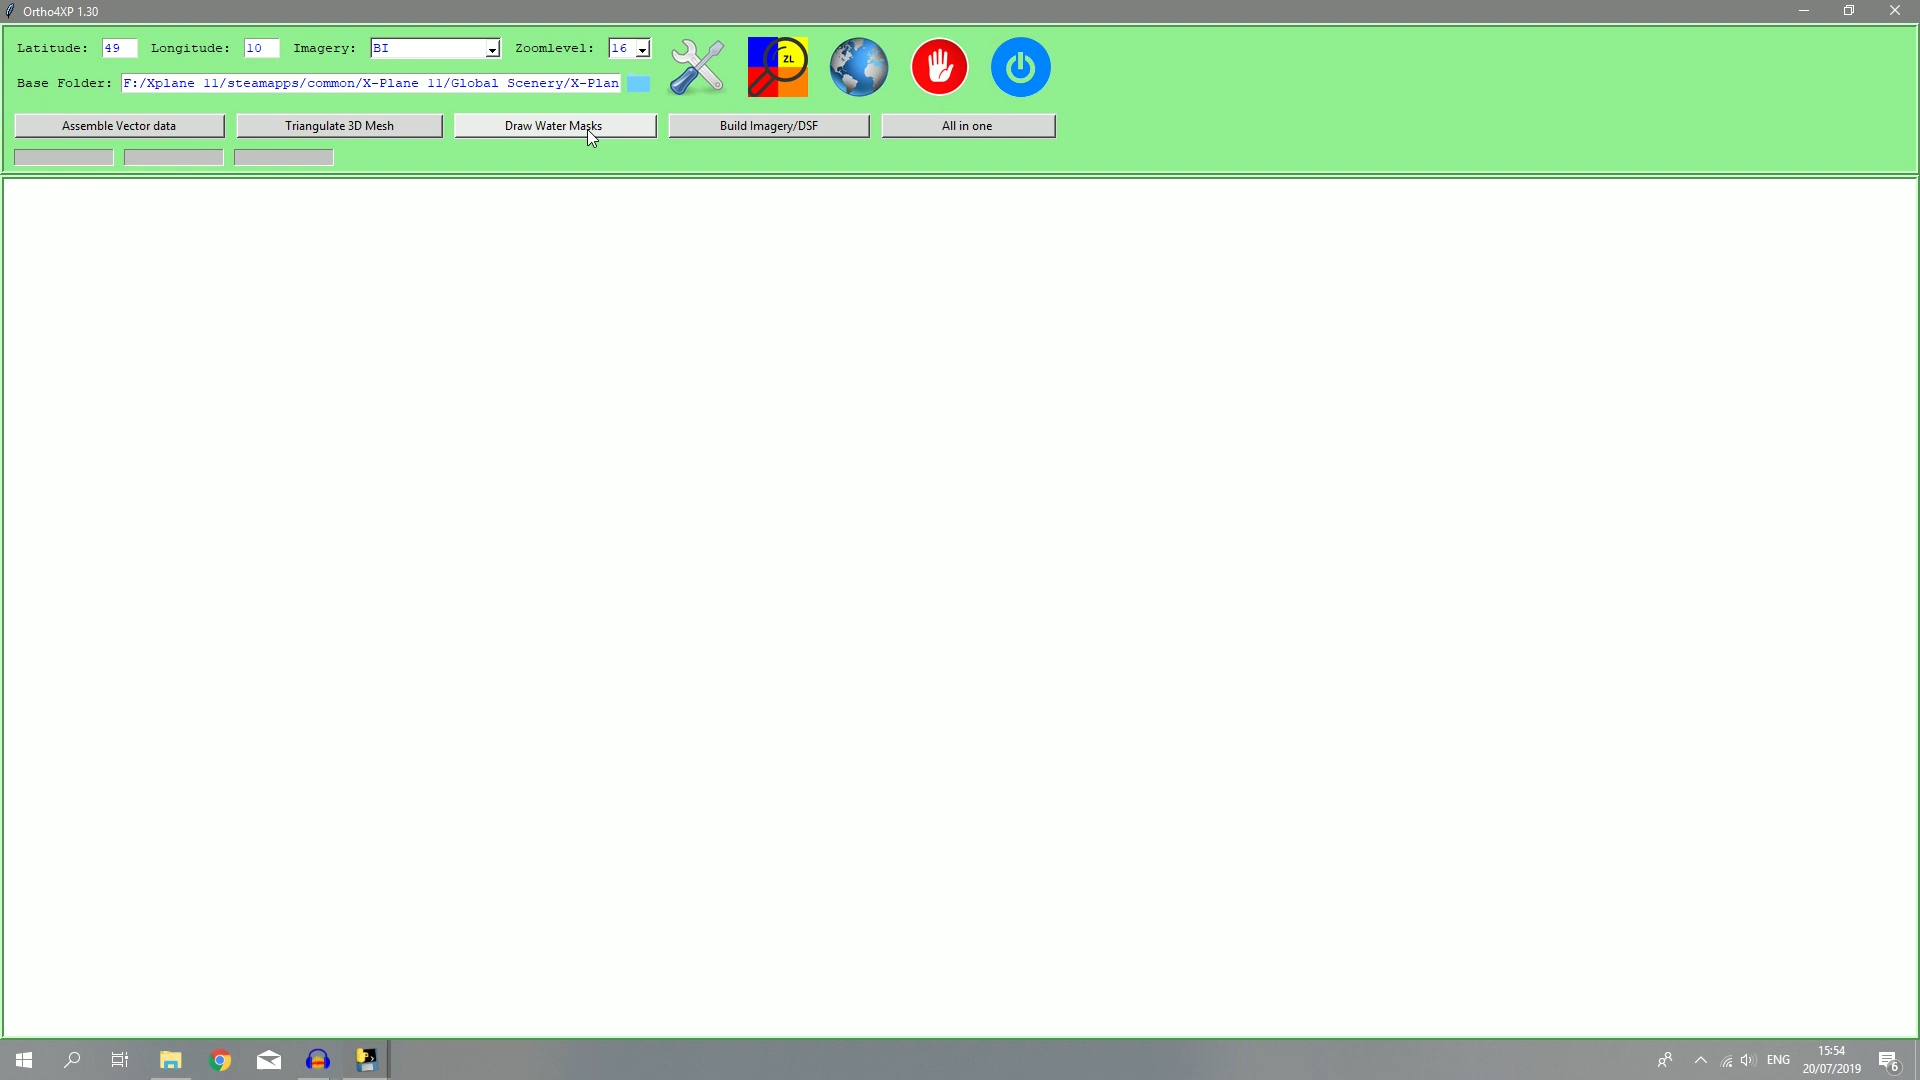 Ortho4XP 1.30
Latitude: 49 Longitude: 10 Imagery: BI Zoomlevel: 16
ZL
Base Folder: F:/Xplane 11/steamapps/common/X-Plane 11/Global Scenery/X-Plan
Assemble Vector data Triangulate 3D Mesh Draw Water Masks Build Imagery/DSF All in one
ENG
15:54
20/07/2019
6